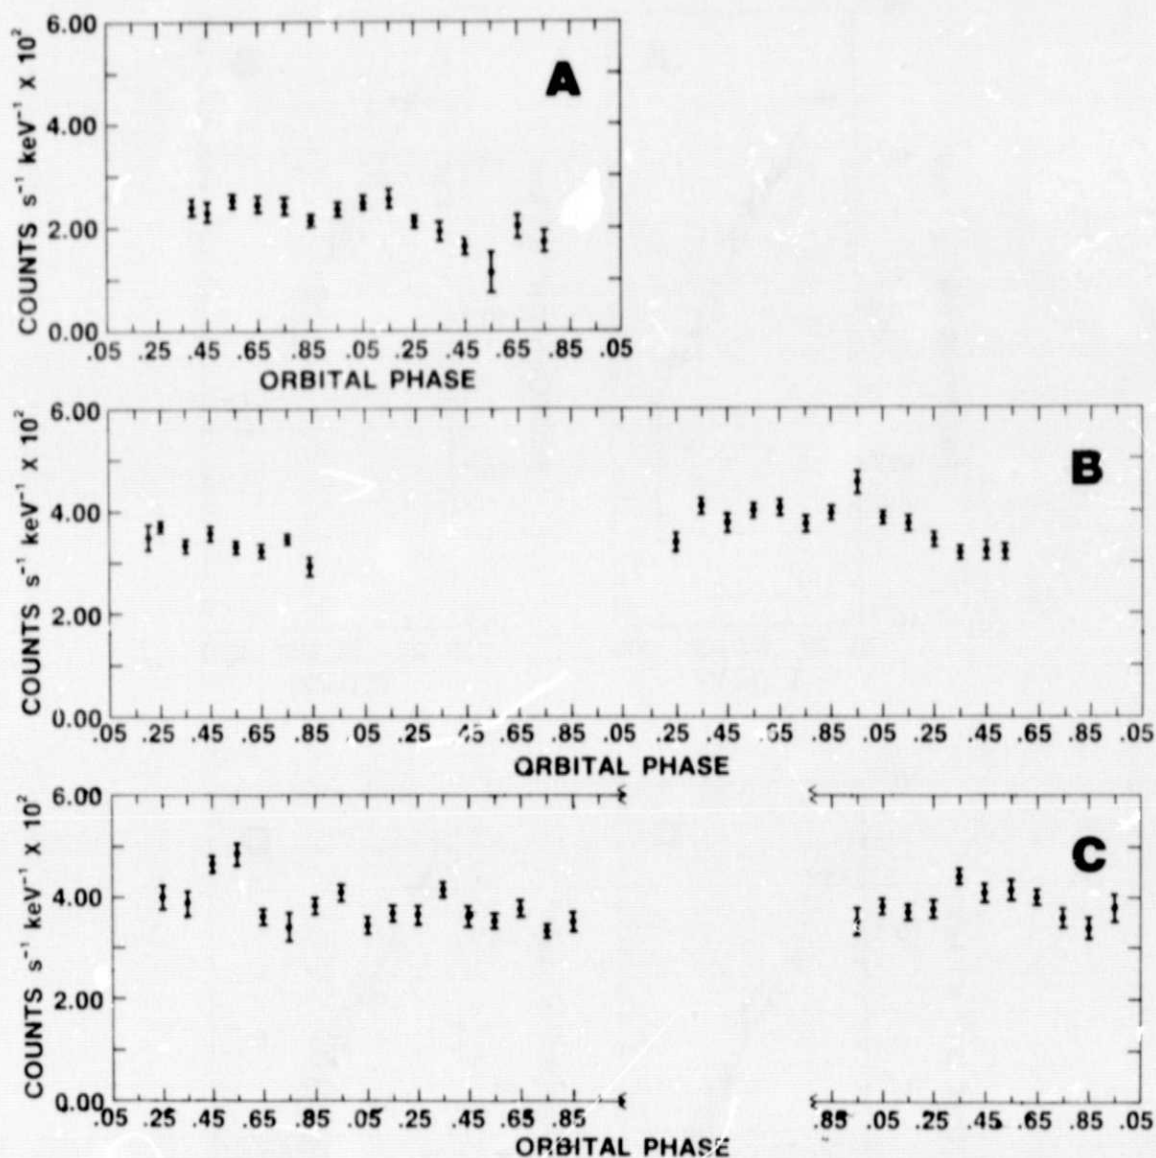 6.00
A
4.00
2.00
0.00
COUNTS s⁻¹ keV⁻¹ X 10²
.05 .25 .45 .65 .85 .05 .25 .45 .65 .85 .05
ORBITAL PHASE
6.00
B
4.00
2.00
0.00
COUNTS s⁻¹ keV⁻¹ X 10²
.05 .25 .45 .65 .85 .05 .25 .45 .65 .85 .05 .25 .45 .65 .85 .05 .25 .45 .65 .85 .05
ORBITAL PHASE
6.00
C
4.00
2.00
0.00
COUNTS s⁻¹ keV⁻¹ X 10²
.05 .25 .45 .65 .85 .05 .25 .45 .65 .85 .85 .05 .25 .45 .65 .85 .05
ORBITAL PHASE